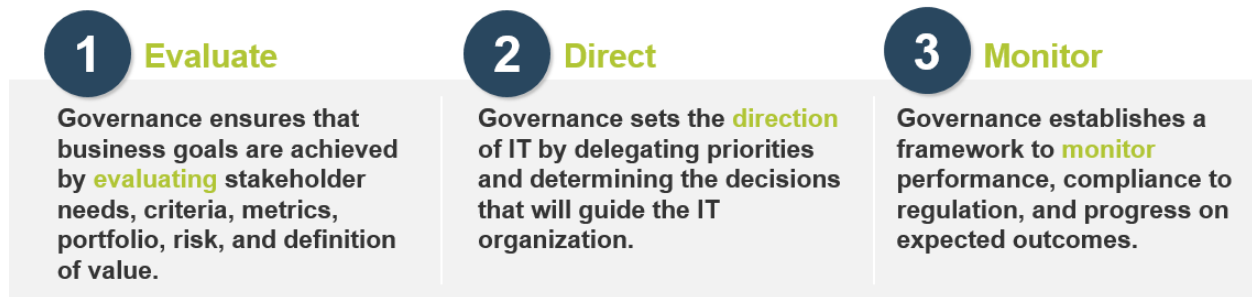 1 Evaluate
Governance ensures that
business goals are achieved
by evaluating stakeholder
needs, criteria, metrics,
portfolio, risk, and definition
of value.
2 Direct
Governance sets the direction
of IT by delegating priorities
and determining the decisions
that will guide the IT
organization.
3 Monitor
Governance establishes a
framework to monitor
performance, compliance to
regulation, and progress on
expected outcomes.